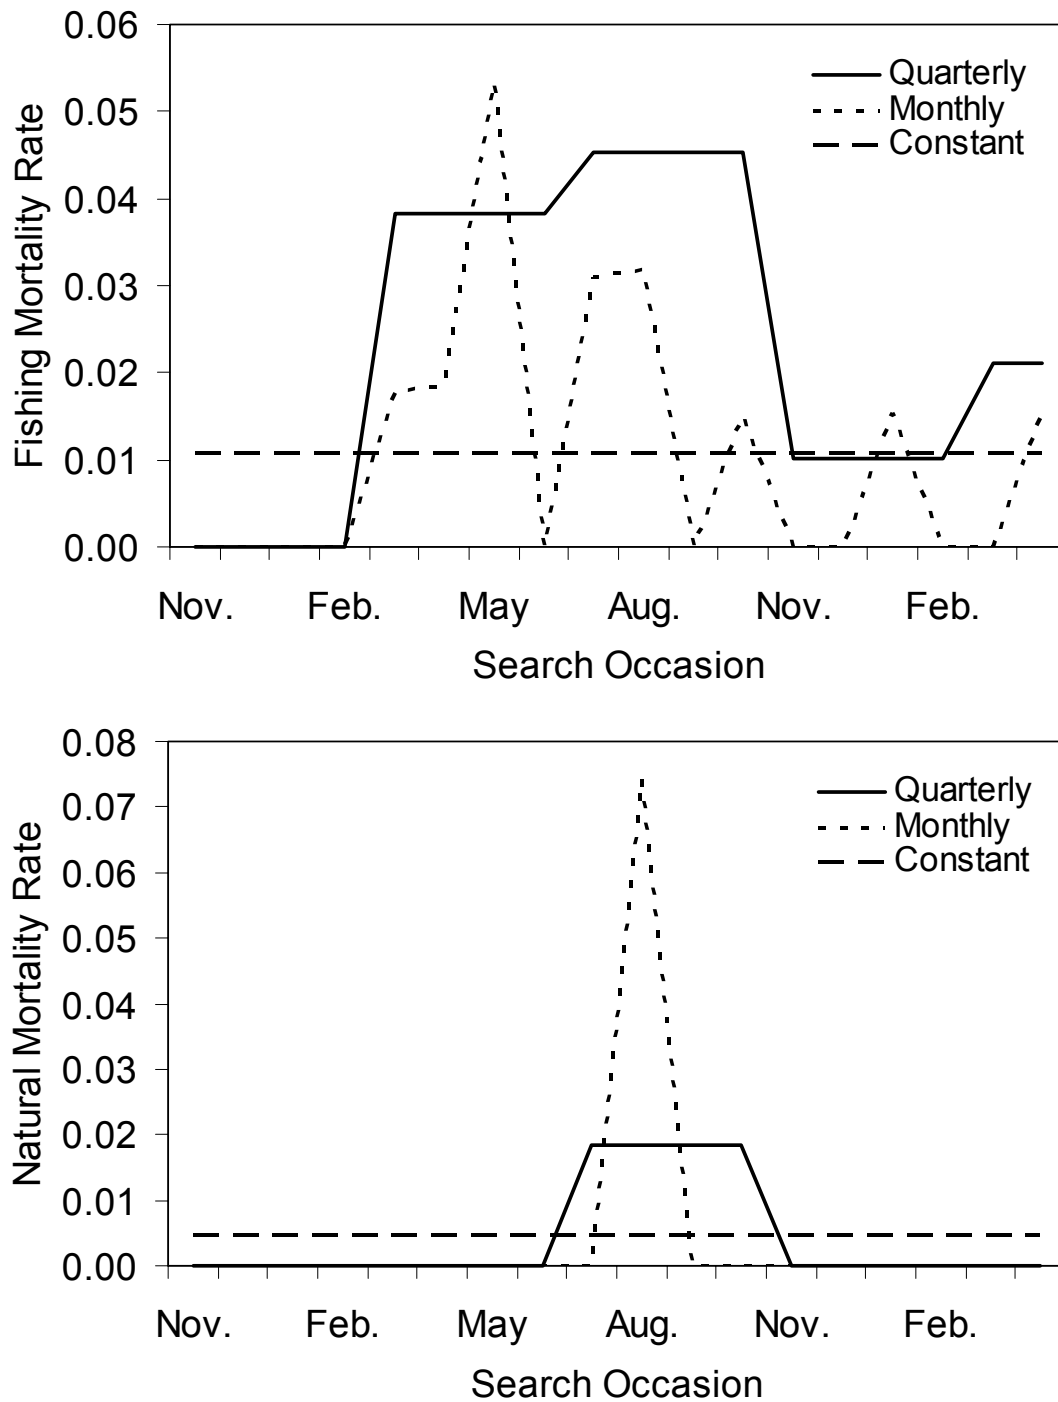 Fishing Mortality Rate
0.06
0.05
0.04
0.03
0.02
0.01
0.00
Quarterly
Monthly
Constant
Nov. Feb. May Aug. Nov. Feb.
Search Occasion
Natural Mortality Rate
0.08
0.07
0.06
0.05
0.04
0.03
0.02
0.01
0.00
Quarterly
Monthly
Constant
Nov. Feb. May Aug. Nov. Feb.
Search Occasion